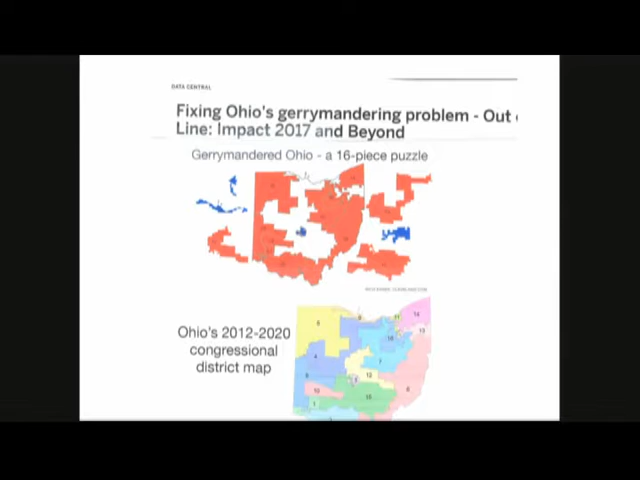 DATA CENTRAL
Fixing Ohio's gerrymandering problem - Out
Line: Impact 2017 and Beyond
Gerrymandered Ohio - a 16-piece puzzle
Ohio's 2012-2020
congressional
district map